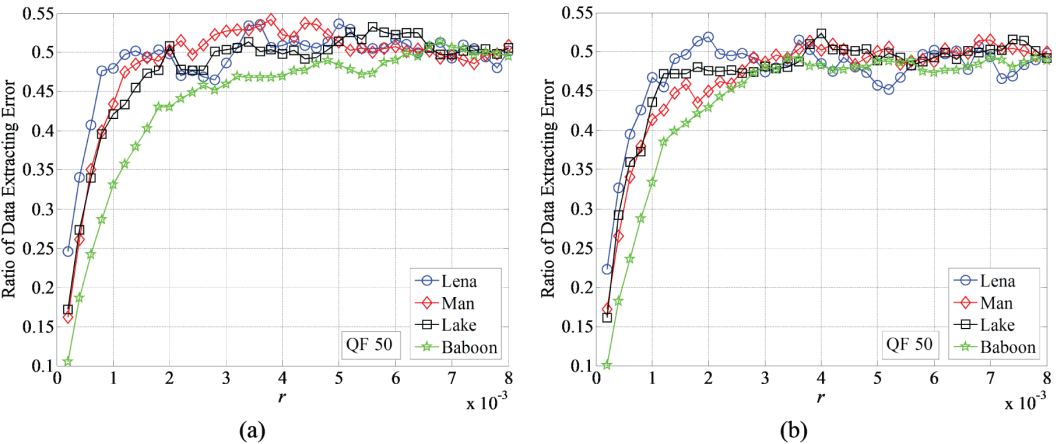 Ratio of Data Extracting Error
0.55
0.5
0.45
0.4
0.35
0.3
0.25
0.2
0.15
0.1
Lena
Man
Lake
Baboon
QF 50
0 1 2 3 4 5 6 7 8
r
x 10⁻³
(a)
Ratio of Data Extracting Error
0.55
0.5
0.45
0.4
0.35
0.3
0.25
0.2
0.15
0.1
Lena
Man
Lake
Baboon
QF 50
0 1 2 3 4 5 6 7 8
r
x 10⁻³
(b)